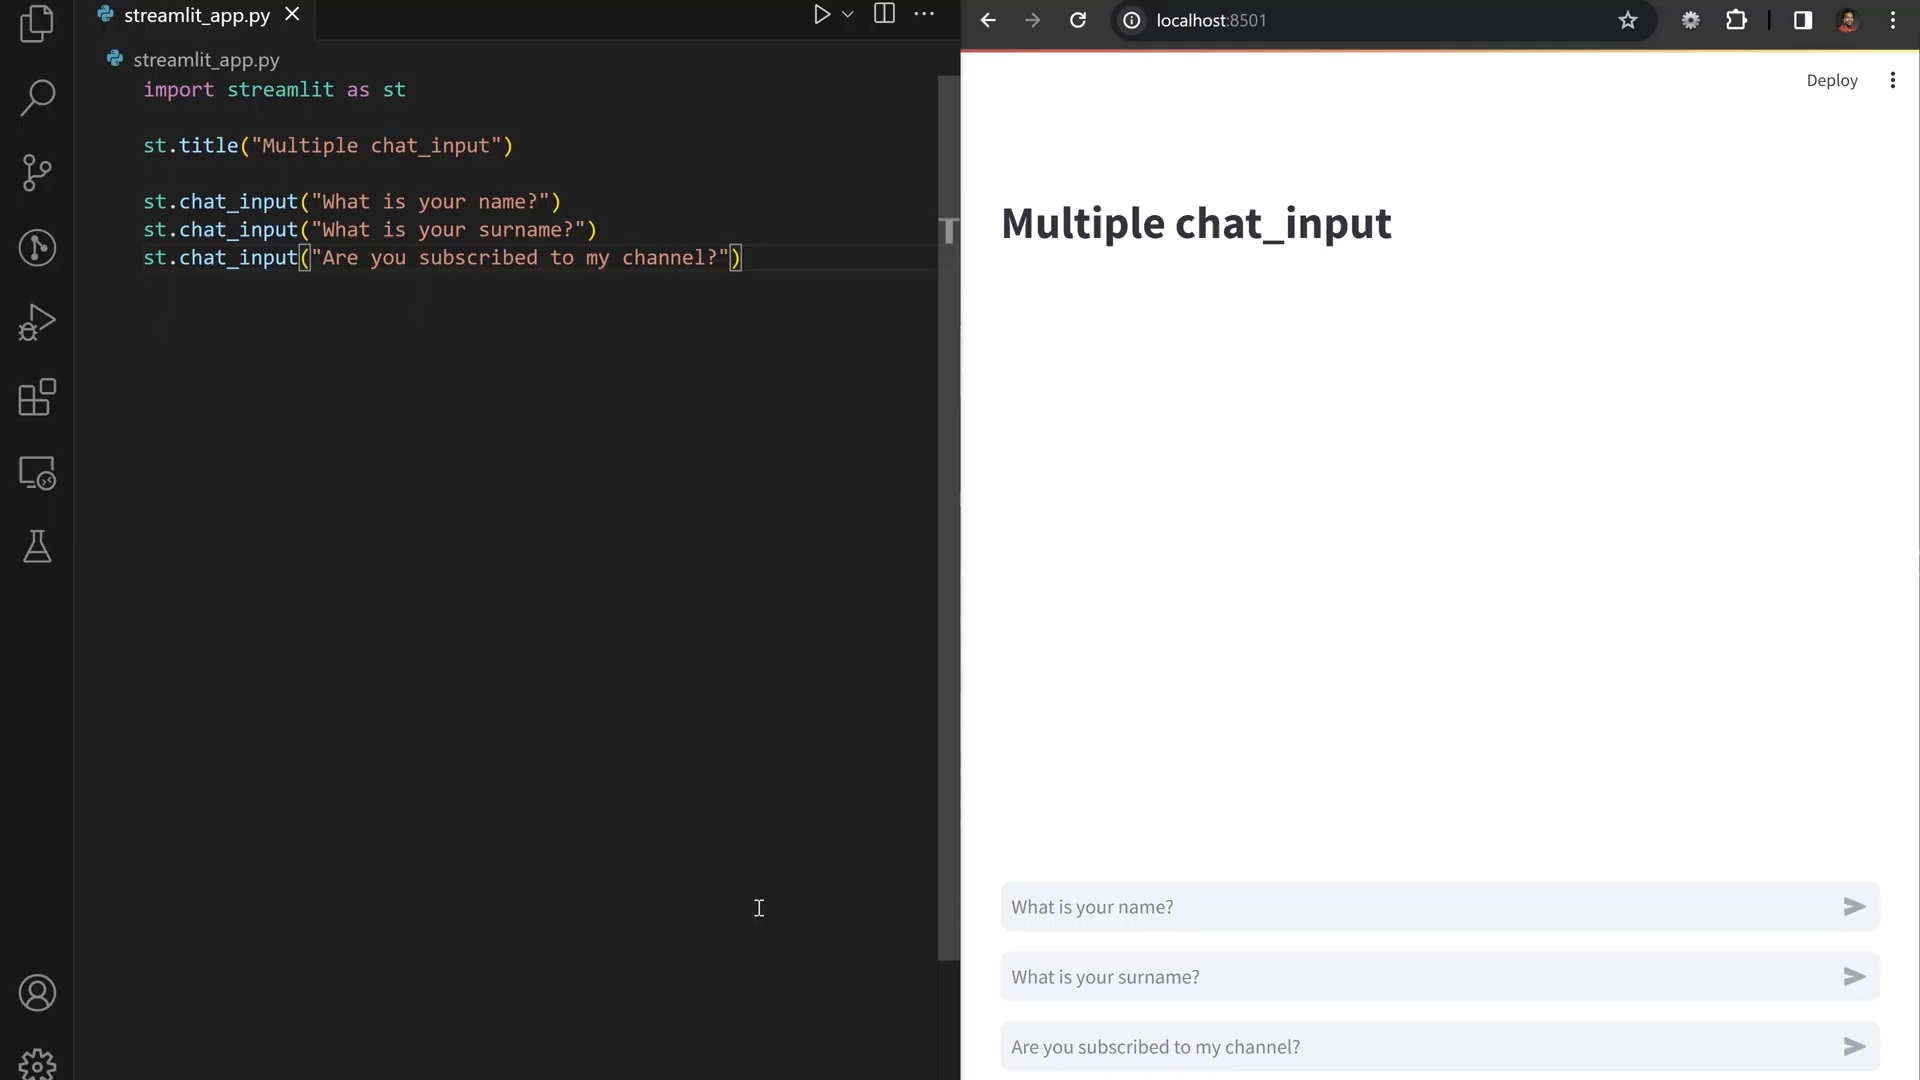 streamlit_app.py
streamlit_app.py
import streamlit as st
st.title("Multiple chat_input")
st.chat_input("What is your name?")
st.chat_input("What is your surname?")
st.chat_input("Are you subscribed to my channel?")
localhost:8501
Deploy
Multiple chat_input
What is your name?
What is your surname?
Are you subscribed to my channel?